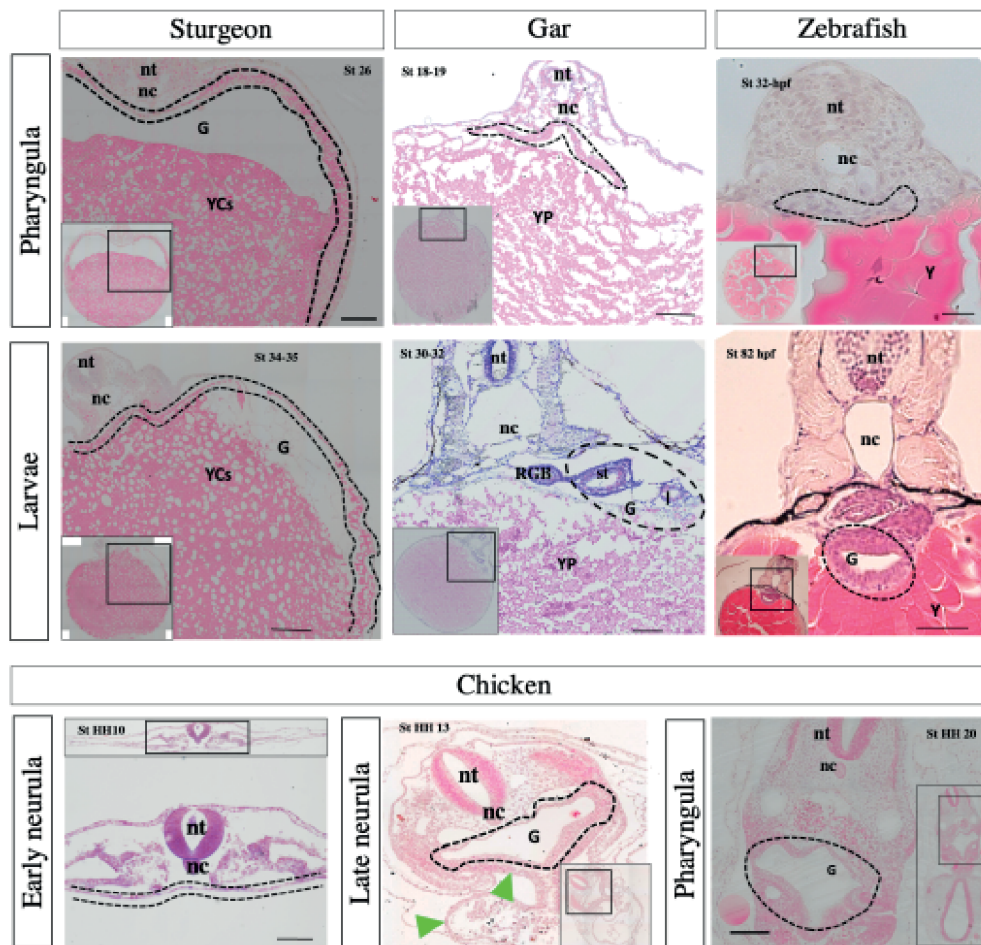 Sturgeon
Gar
Zebrafish
Pharyngula
St 26
nt
nc
G
YCs
St 18-19
nt
nc
YP
St 32-hpf
nt
nc
Y
Larvae
St 34-35
nt
nc
G
YCs
St 30-32
nt
nc
RGB
st
I
G
YP
St 82 hpf
nt
nc
G
Y
Chicken
Early neurula
St HH10
nt
nc
Late neurula
St HH 13
nt
nc
G
Pharyngula
St HH 20
nt
nc
G